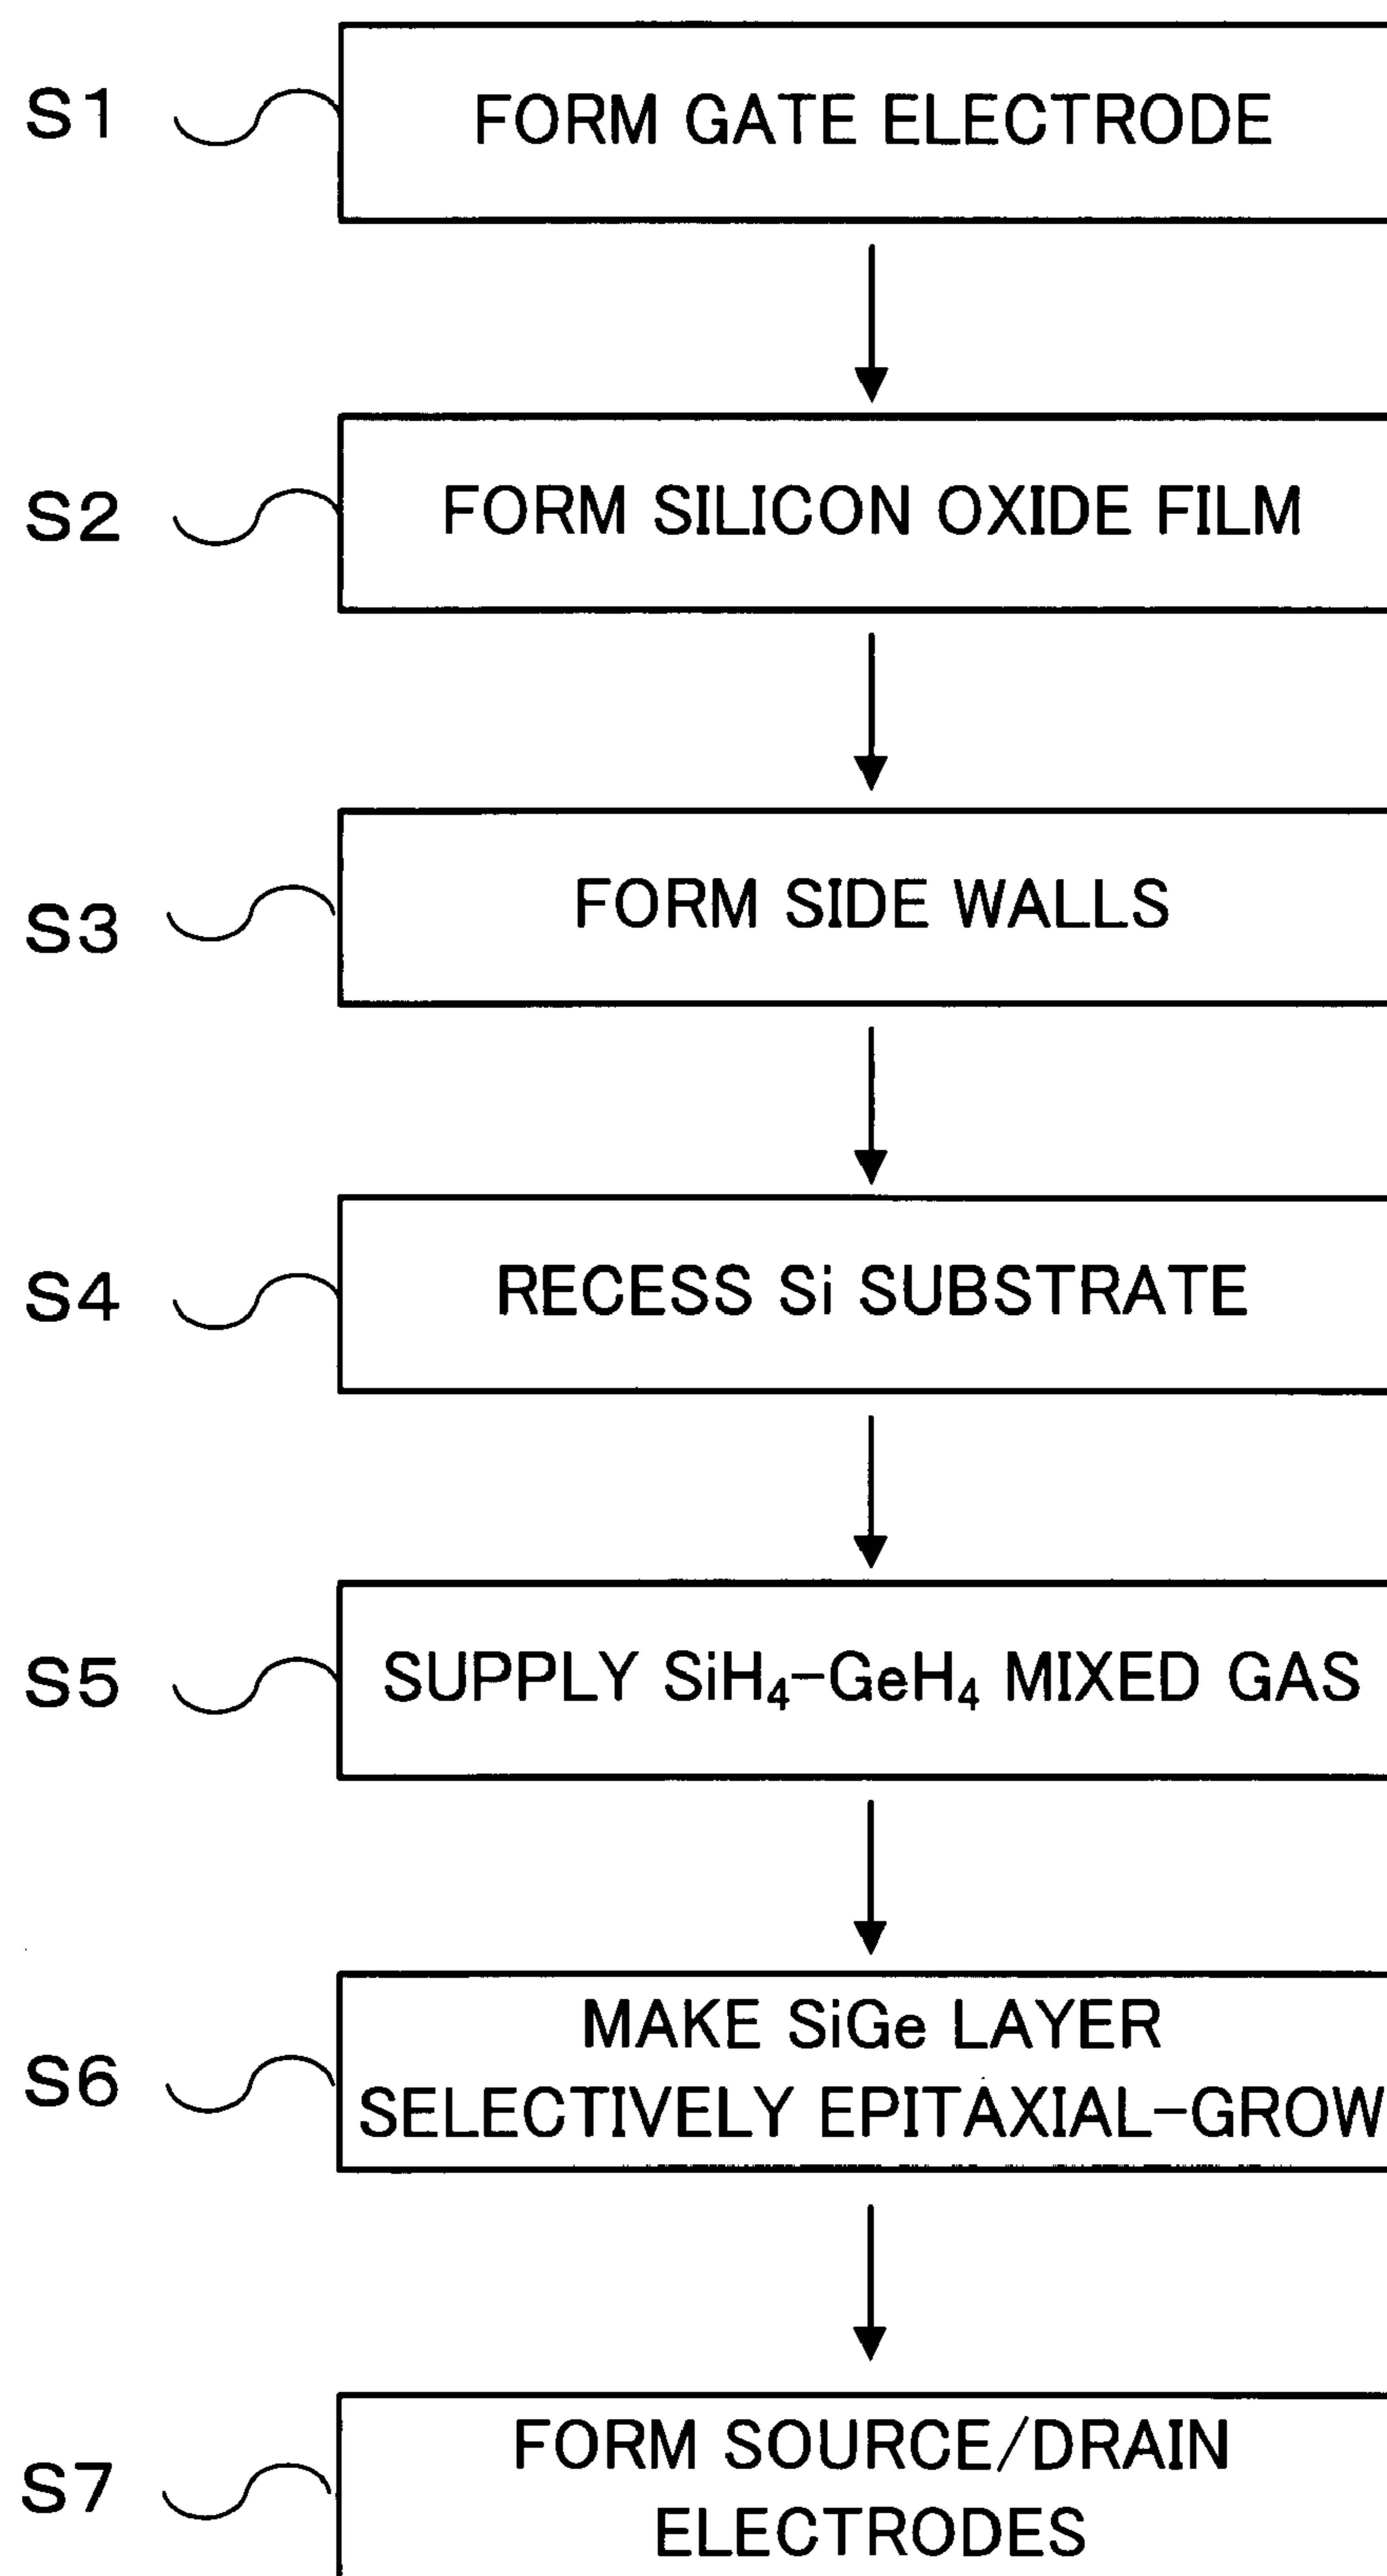 S1 FORM GATE ELECTRODE
S2 FORM SILICON OXIDE FILM
S3 FORM SIDE WALLS
S4 RECESS Si SUBSTRATE
S5 SUPPLY SiH₄-GeH₄ MIXED GAS
S6 MAKE SiGe LAYER
SELECTIVELY EPITAXIAL-GROW
S7 FORM SOURCE/DRAIN
ELECTRODES